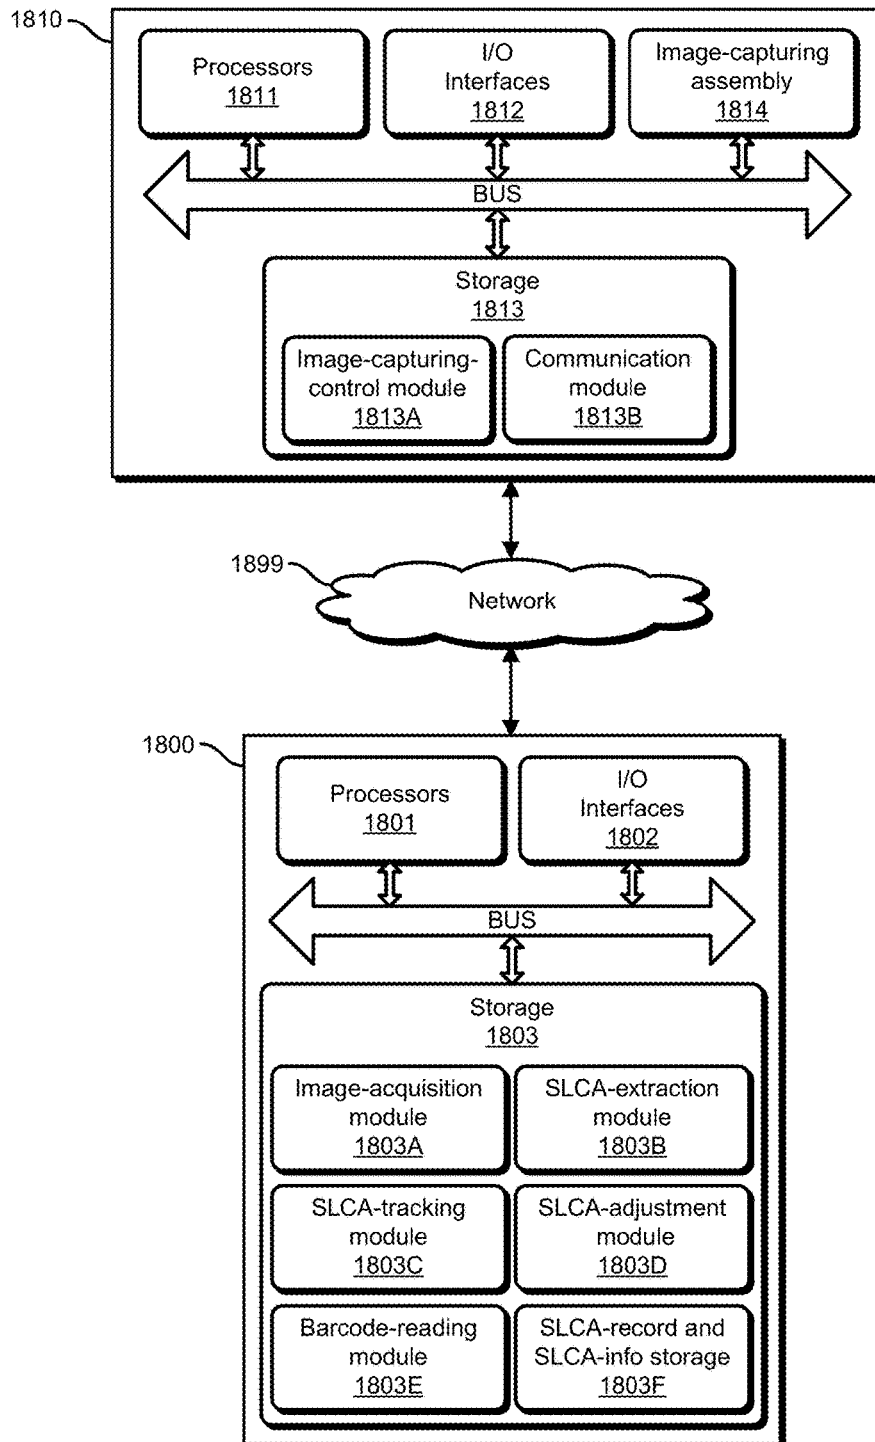 1810
Processors
1811
I/O
Interfaces
1812
Image-capturing
assembly
1814
BUS
Storage
1813
Image-capturing-
control module
1813A
Communication
module
1813B
1899
Network
1800
Processors
1801
I/O
Interfaces
1802
BUS
Storage
1803
Image-acquisition
module
1803A
SLCA-extraction
module
1803B
SLCA-tracking
module
1803C
SLCA-adjustment
module
1803D
Barcode-reading
module
1803E
SLCA-record and
SLCA-info storage
1803F